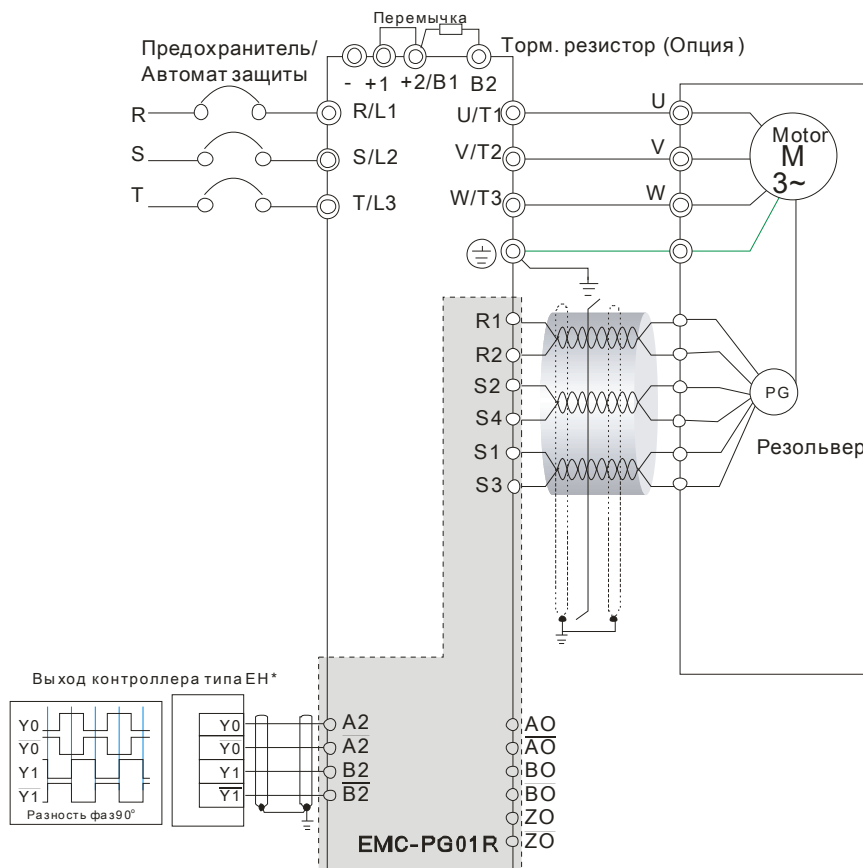 Перемычка
Предохранитель/
Автомат защиты
Торм. резистор (Опция)
- +1 +2/B1 B2
R R/L1 U/T1 U
S S/L2 V/T2 V
T T/L3 W/T3 W
Motor
M
3~
R1
R2
S2
S4
S1
S3
PG
Резольвер
Выход контроллера типа EH*
Y0
Y0
Y1
Y1
Разность фаз90°
Y0
Y0
Y1
Y1
A2
A2
B2
B2
AO
AO
BO
BO
ZO
ZO
EMC-PG01R